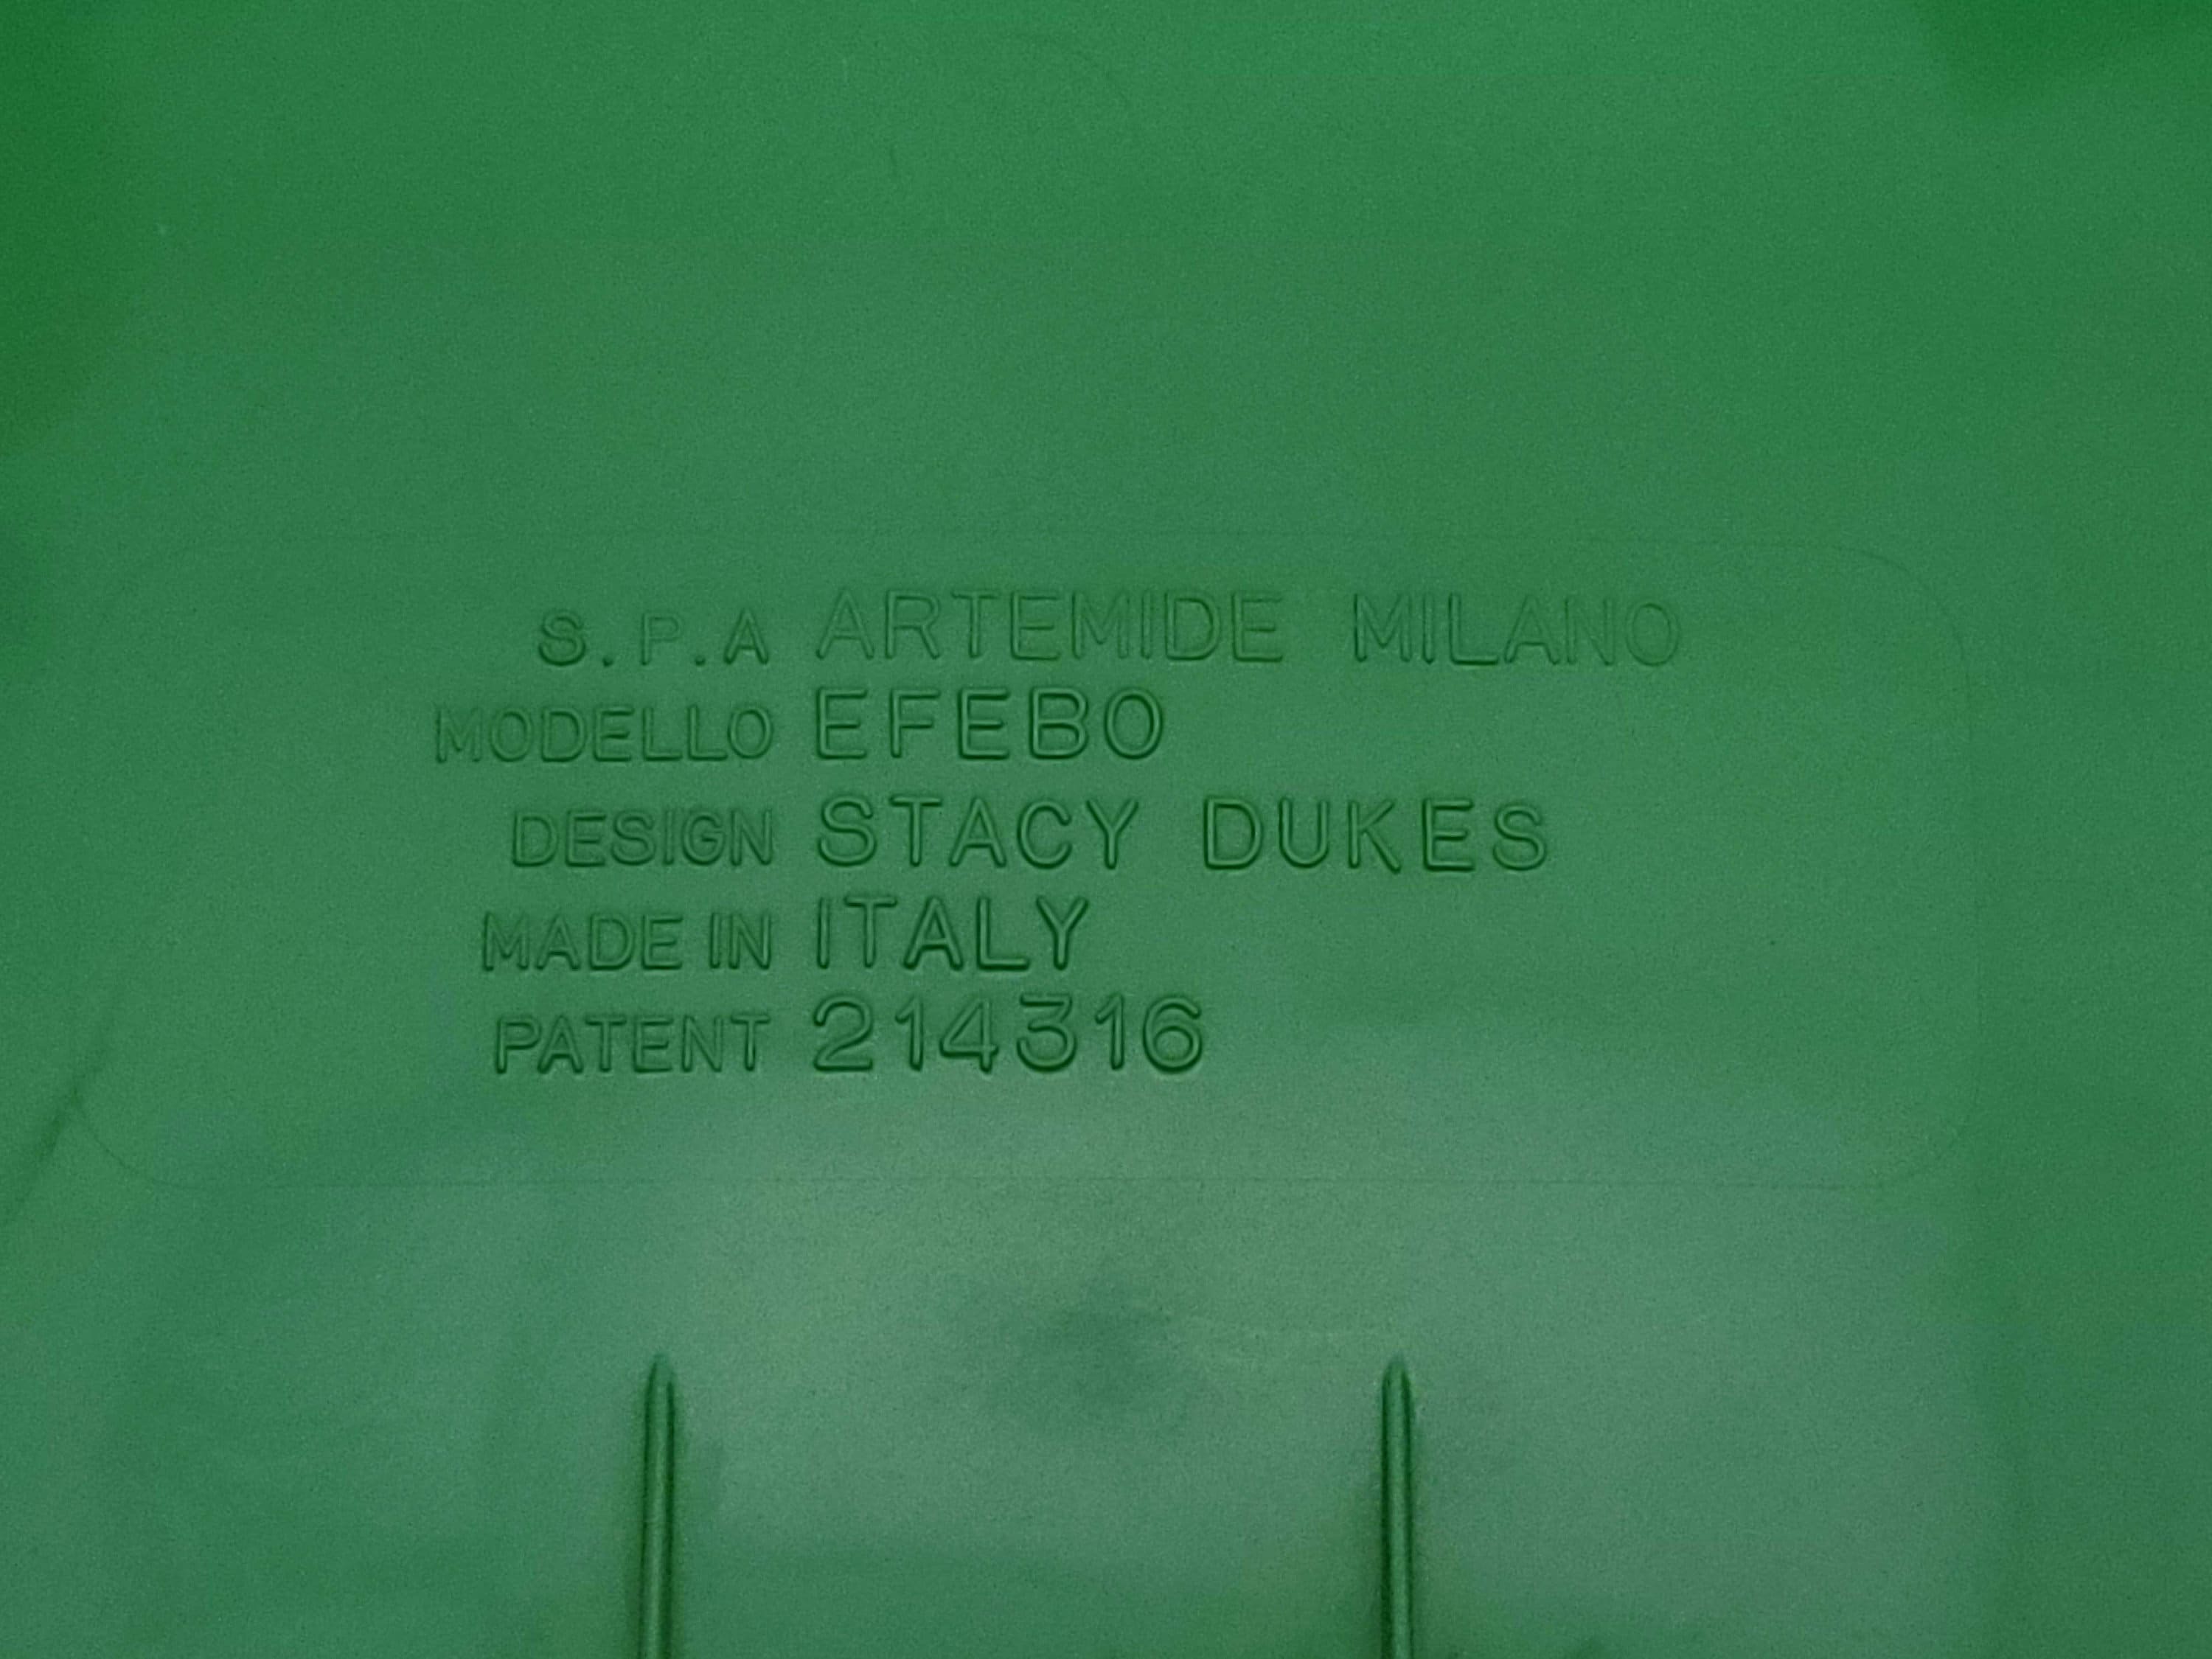 S.P.A ARTEMIDE MILANO
MODELLO EFEBO
DESIGN STACY DUKES
MADE IN ITALY
PATENT 214316